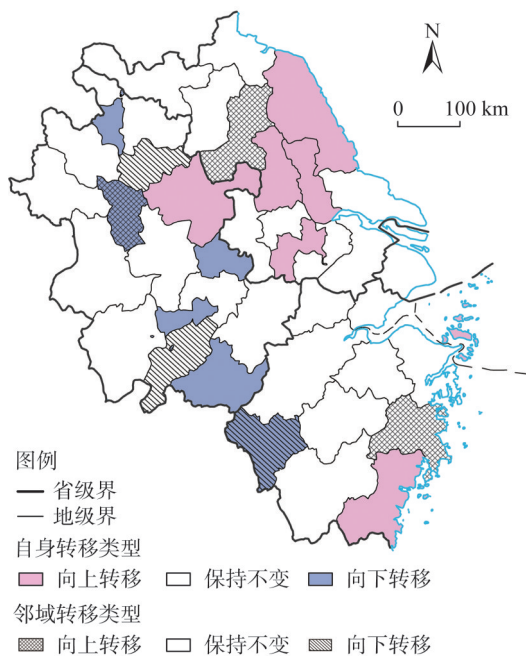 N
0 100 km
图例
省级界
地级界
自身转移类型
向上转移 保持不变 向下转移
邻域转移类型
向上转移 保持不变 向下转移